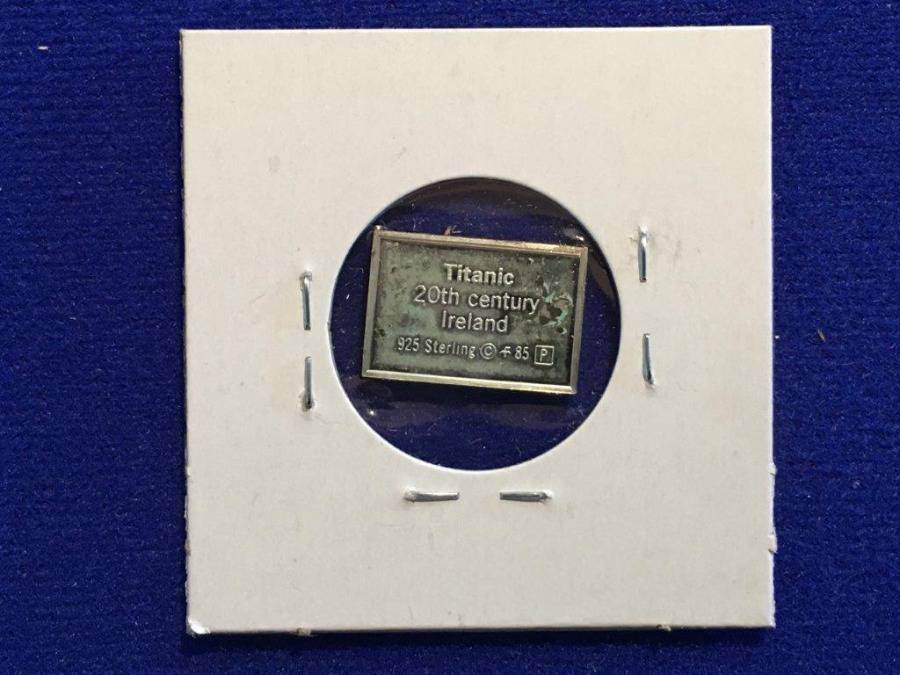 Titanic
20th century
Ireland
925 Sterling © F 85 P